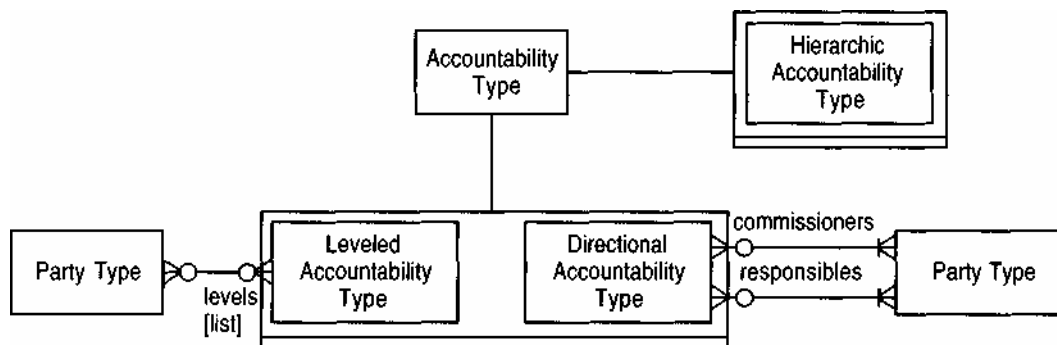 Accountability
Type
Hierarchic
Accountability
Type
Party Type
levels
[list]
Leveled
Accountability
Type
Directional
Accountability
Type
commissioners
responsibles
Party Type